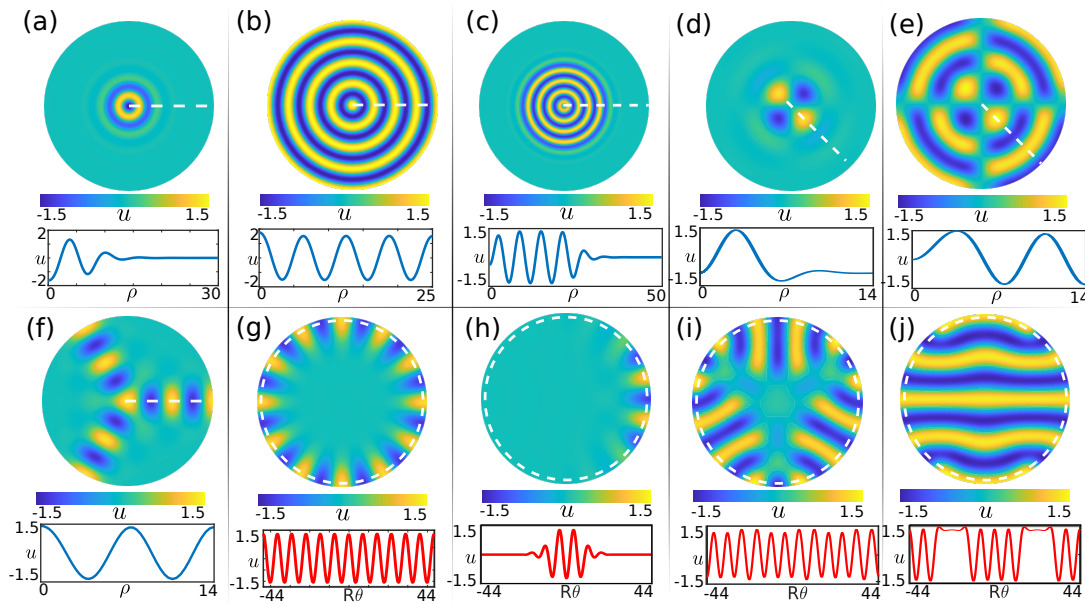 (a) (b) (c) (d) (e)
-1.5 u 1.5 -1.5 u 1.5 -1.5 u 1.5 -1.5 u 1.5 -1.5 u 1.5
2 u -2 2 u -2 1.5 u -1.5 1.5 u -1.5 1.5 u -1.5
0 ρ 30 0 ρ 25 0 ρ 50 0 ρ 14 0 ρ 14
(f) (g) (h) (i) (j)
-1.5 u 1.5 -1.5 u 1.5 -1.5 u 1.5 -1.5 u 1.5 -1.5 u 1.5
1.5 u -1.5 1.5 u -1.5 1.5 u -1.5 1.5 u -1.5 1.5 u -1.5
0 ρ 14 -44 Rθ 44 -44 Rθ 44 -44 Rθ 44 -44 Rθ 44